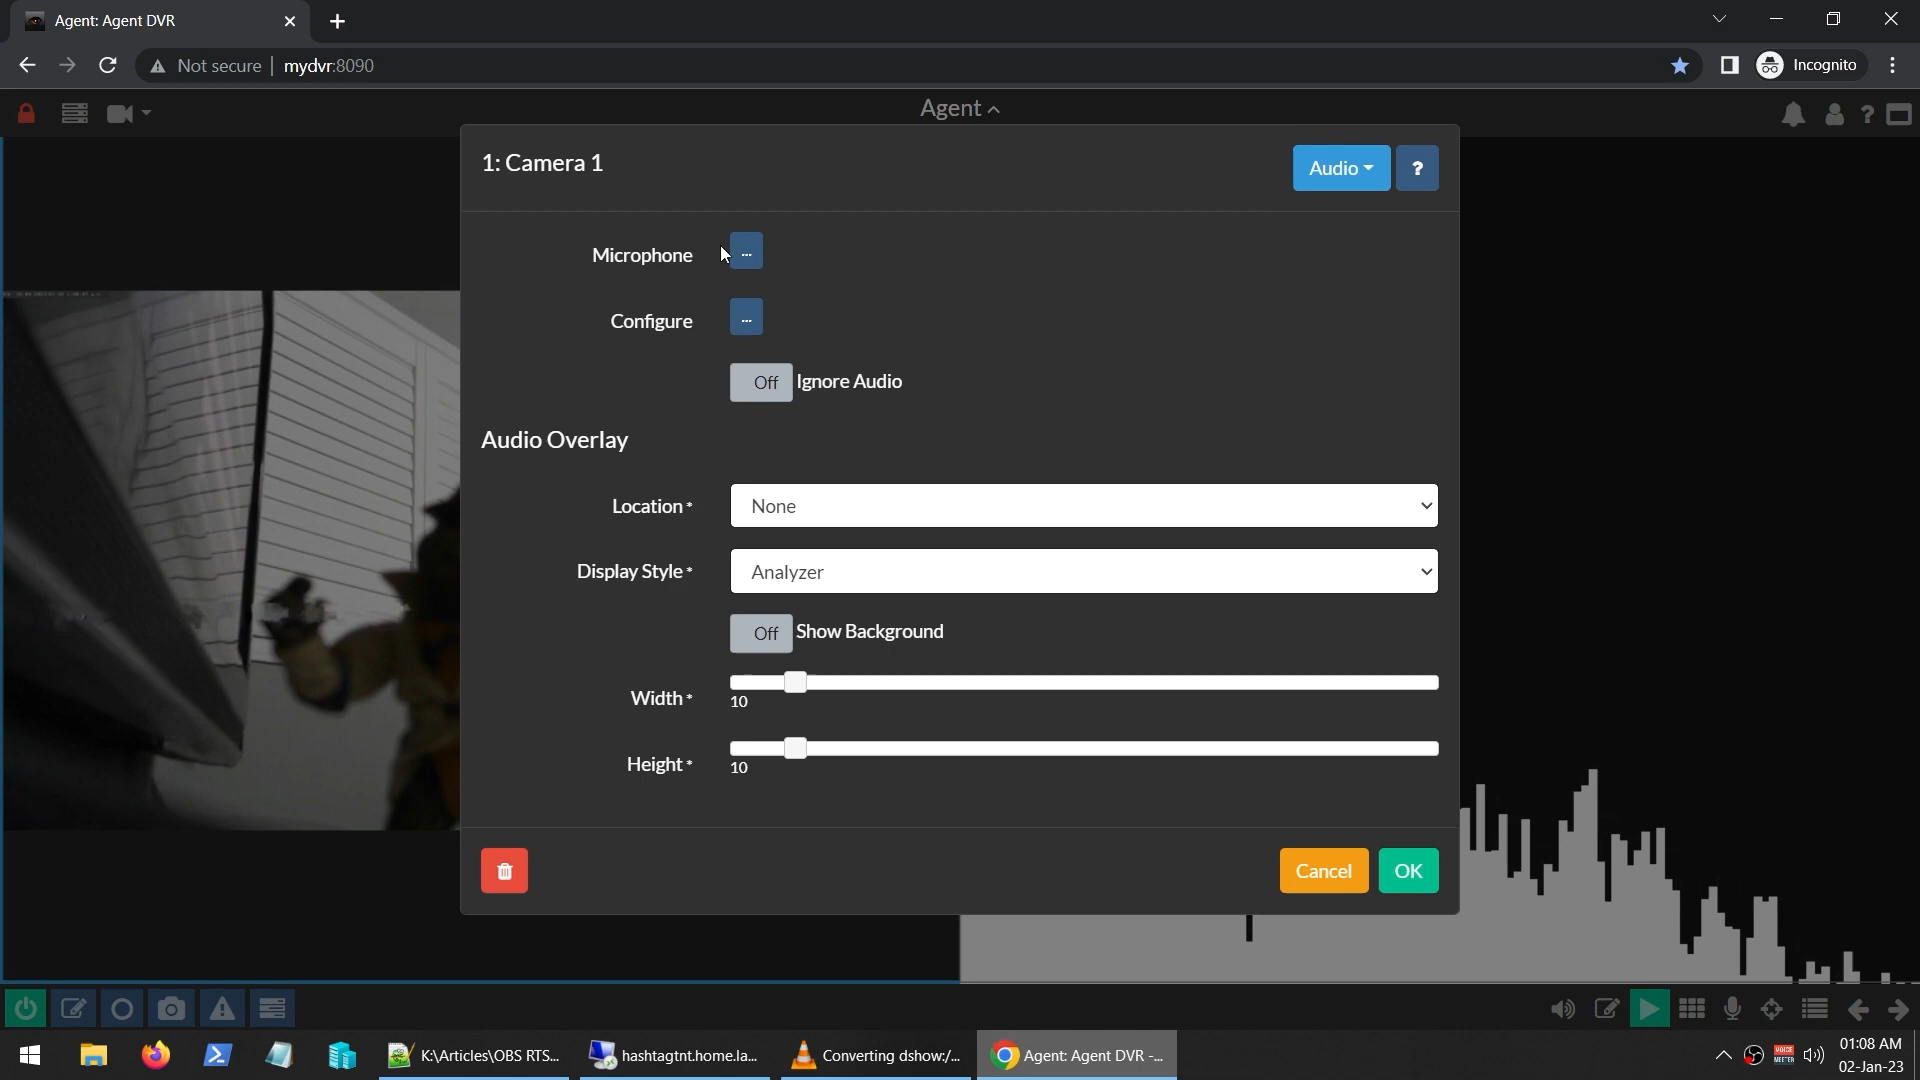 Agent: Agent DVR
Not secure
mydvr:8090
Incognito
Agent
?
1: Camera 1
Audio
?
Microphone
...
Configure
...
Off
Ignore Audio
Audio Overlay
Location *
None
Display Style *
Analyzer
Off
Show Background
Width *
10
Height *
10
Cancel
OK
K:\Articles\OBS RTS...
hashtagtnt.home.la...
Converting dshow:/...
Agent: Agent DVR -...
01:08 AM
02-Jan-23